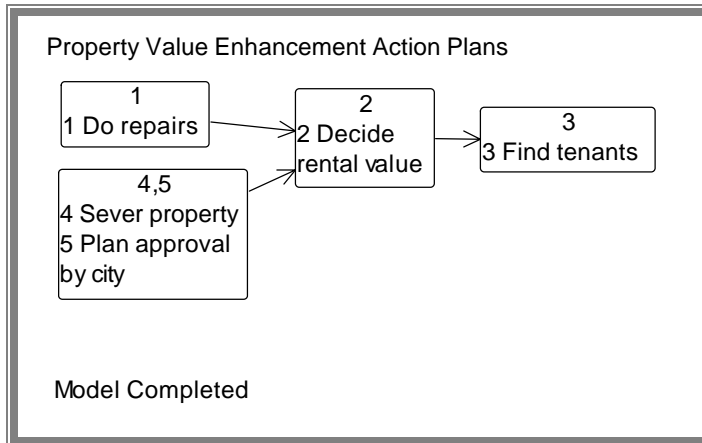 Property Value Enhancement Action Plans
1
1 Do repairs
2
2 Decide
rental value
3
3 Find tenants
4,5
4 Sever property
5 Plan approval
by city
Model Completed